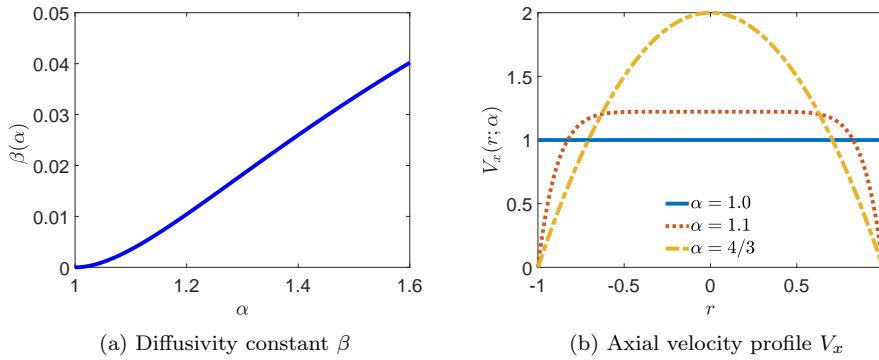 0.05
0.04
0.03
0.02
0.01
0
β(α)
1
1.2
1.4
1.6
α
(a) Diffusivity constant β
2
1.5
1
0.5
0
V_x(r; α)
α = 1.0
α = 1.1
α = 4/3
-1
-0.5
0
0.5
r
(b) Axial velocity profile V_x